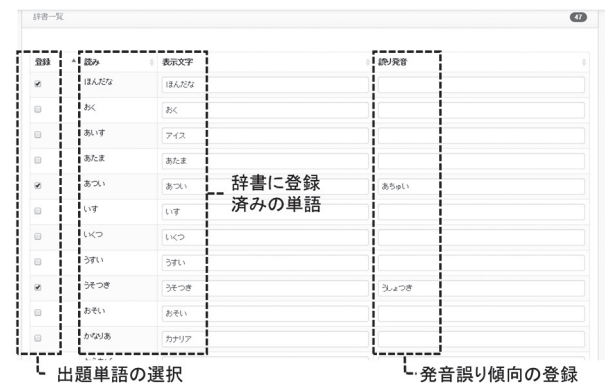 辞書一覧 47
登録 読み 表示文字 誤り発音
ほんだな ほんだな
おく おく
あいす アイス
あたま あたま
あつい あつい あちゅい
いす いす
いくつ いくつ
うすい うすい
うそつき うそつき うしょつき
おそい おそい
かなりあ カナリア
辞書に登録
済みの単語
出題単語の選択
発音誤り傾向の登録